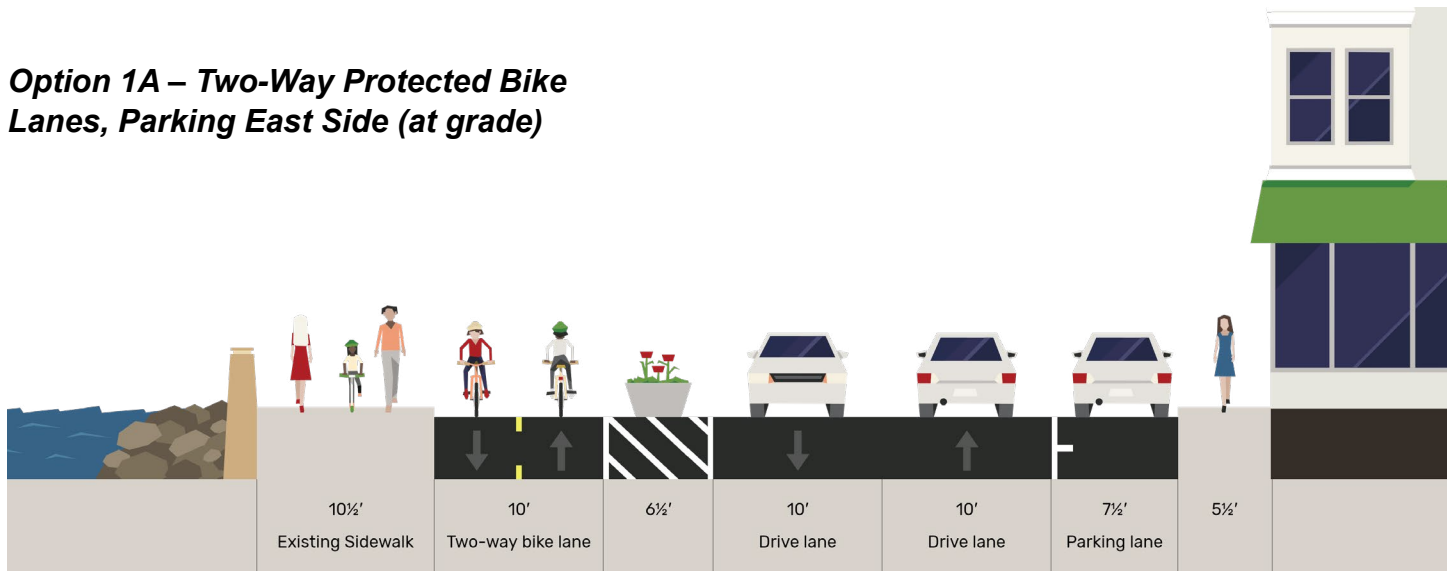 Option 1A – Two-Way Protected Bike
Lanes, Parking East Side (at grade)
10½′
Existing Sidewalk
10′
Two-way bike lane
6½′
10′
Drive lane
10′
Drive lane
7½′
Parking lane
5½′